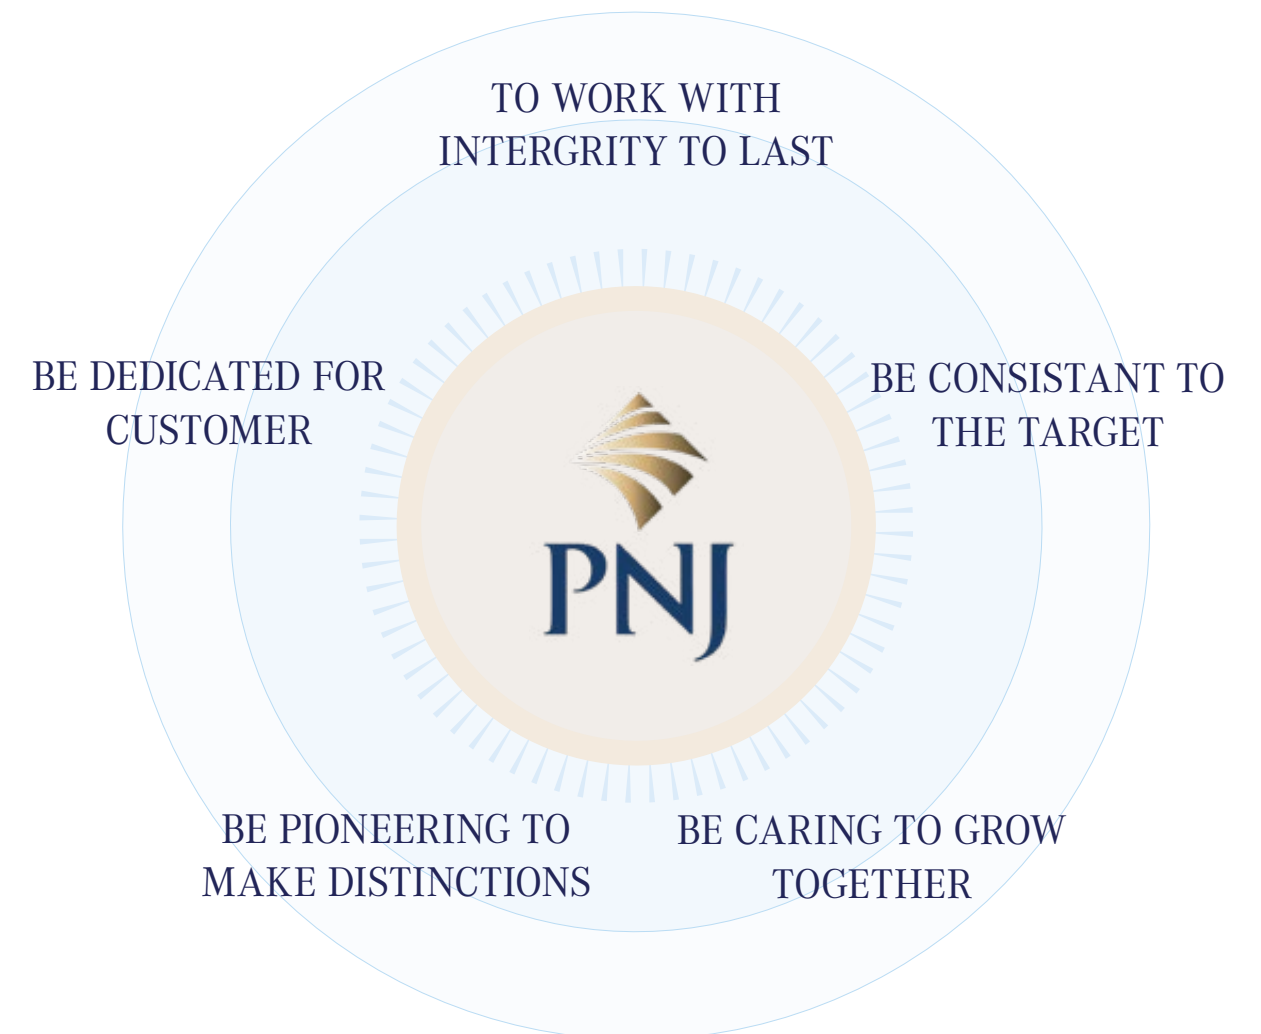 TO WORK WITH
INTERGRITY TO LAST
BE DEDICATED FOR
CUSTOMER
BE CONSISTANT TO
THE TARGET
PNJ
BE PIONEERING TO
MAKE DISTINCTIONS
BE CARING TO GROW
TOGETHER